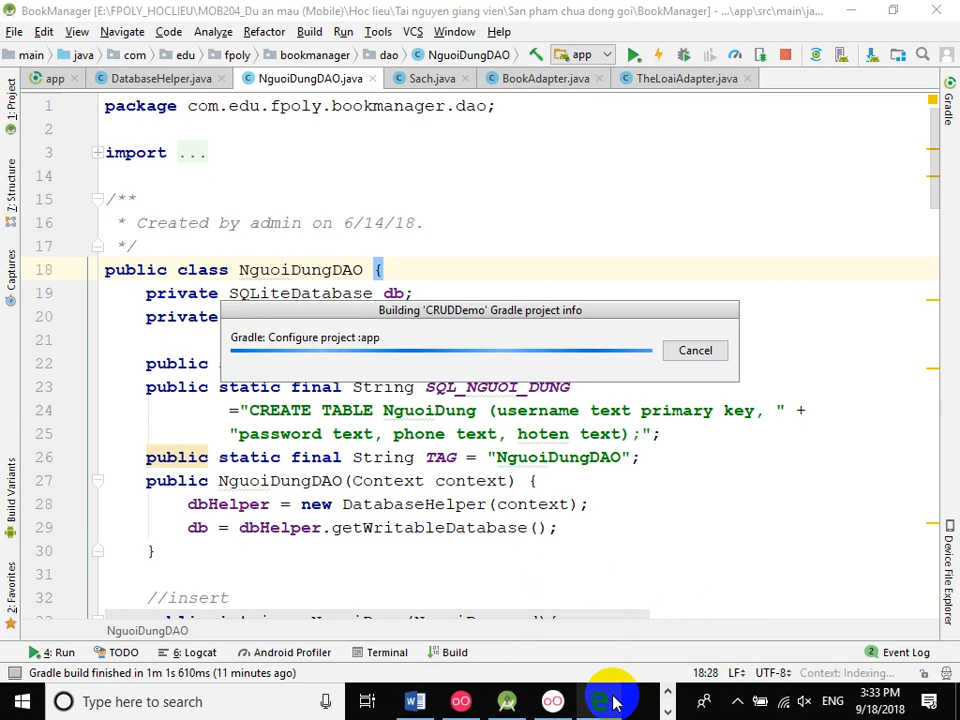 BookManager [E:\FPOLY_HOCLIEU\MOB204_Du an mau (Mobile)\Hoc lieu\Tai nguyen giang vien\San pham chua dong goi\BookManager] - ...\app\src\main\ja...
File Edit View Navigate Code Analyze Refactor Build Run Tools VCS Window Help
main java com edu fpoly bookmanager dao NguoiDungDAO app
app DatabaseHelper.java NguoiDungDAO.java Sach.java BookAdapter.java TheLoaiAdapter.java
1: Project
7: Structure
Captures
Build Variants
2: Favorites
Gradle
Device File Explorer
1 package com.edu.fpoly.bookmanager.dao;
2
3 import ...
14
15 /**
16 * Created by admin on 6/14/18.
17 */
18 public class NguoiDungDAO {
19 private SQLiteDatabase db;
20 private
Building 'CRUDDemo' Gradle project info
Gradle: Configure project :app
Cancel
21
22 public
23 public static final String SQL_NGUOI_DUNG
24 ="CREATE TABLE NguoiDung (username text primary key, " +
25 "password text, phone text, hoten text);";
26 public static final String TAG = "NguoiDungDAO";
27 public NguoiDungDAO(Context context) {
28 dbHelper = new DatabaseHelper(context);
29 db = dbHelper.getWritableDatabase();
30 }
31
32 //insert
NguoiDungDAO
4: Run TODO 6: Logcat Android Profiler Terminal Build 2 Event Log
Gradle build finished in 1m 1s 610ms (11 minutes ago) 18:28 LF÷ UTF-8÷ Context: Indexing...
Type here to search ENG 3:33 PM
9/18/2018